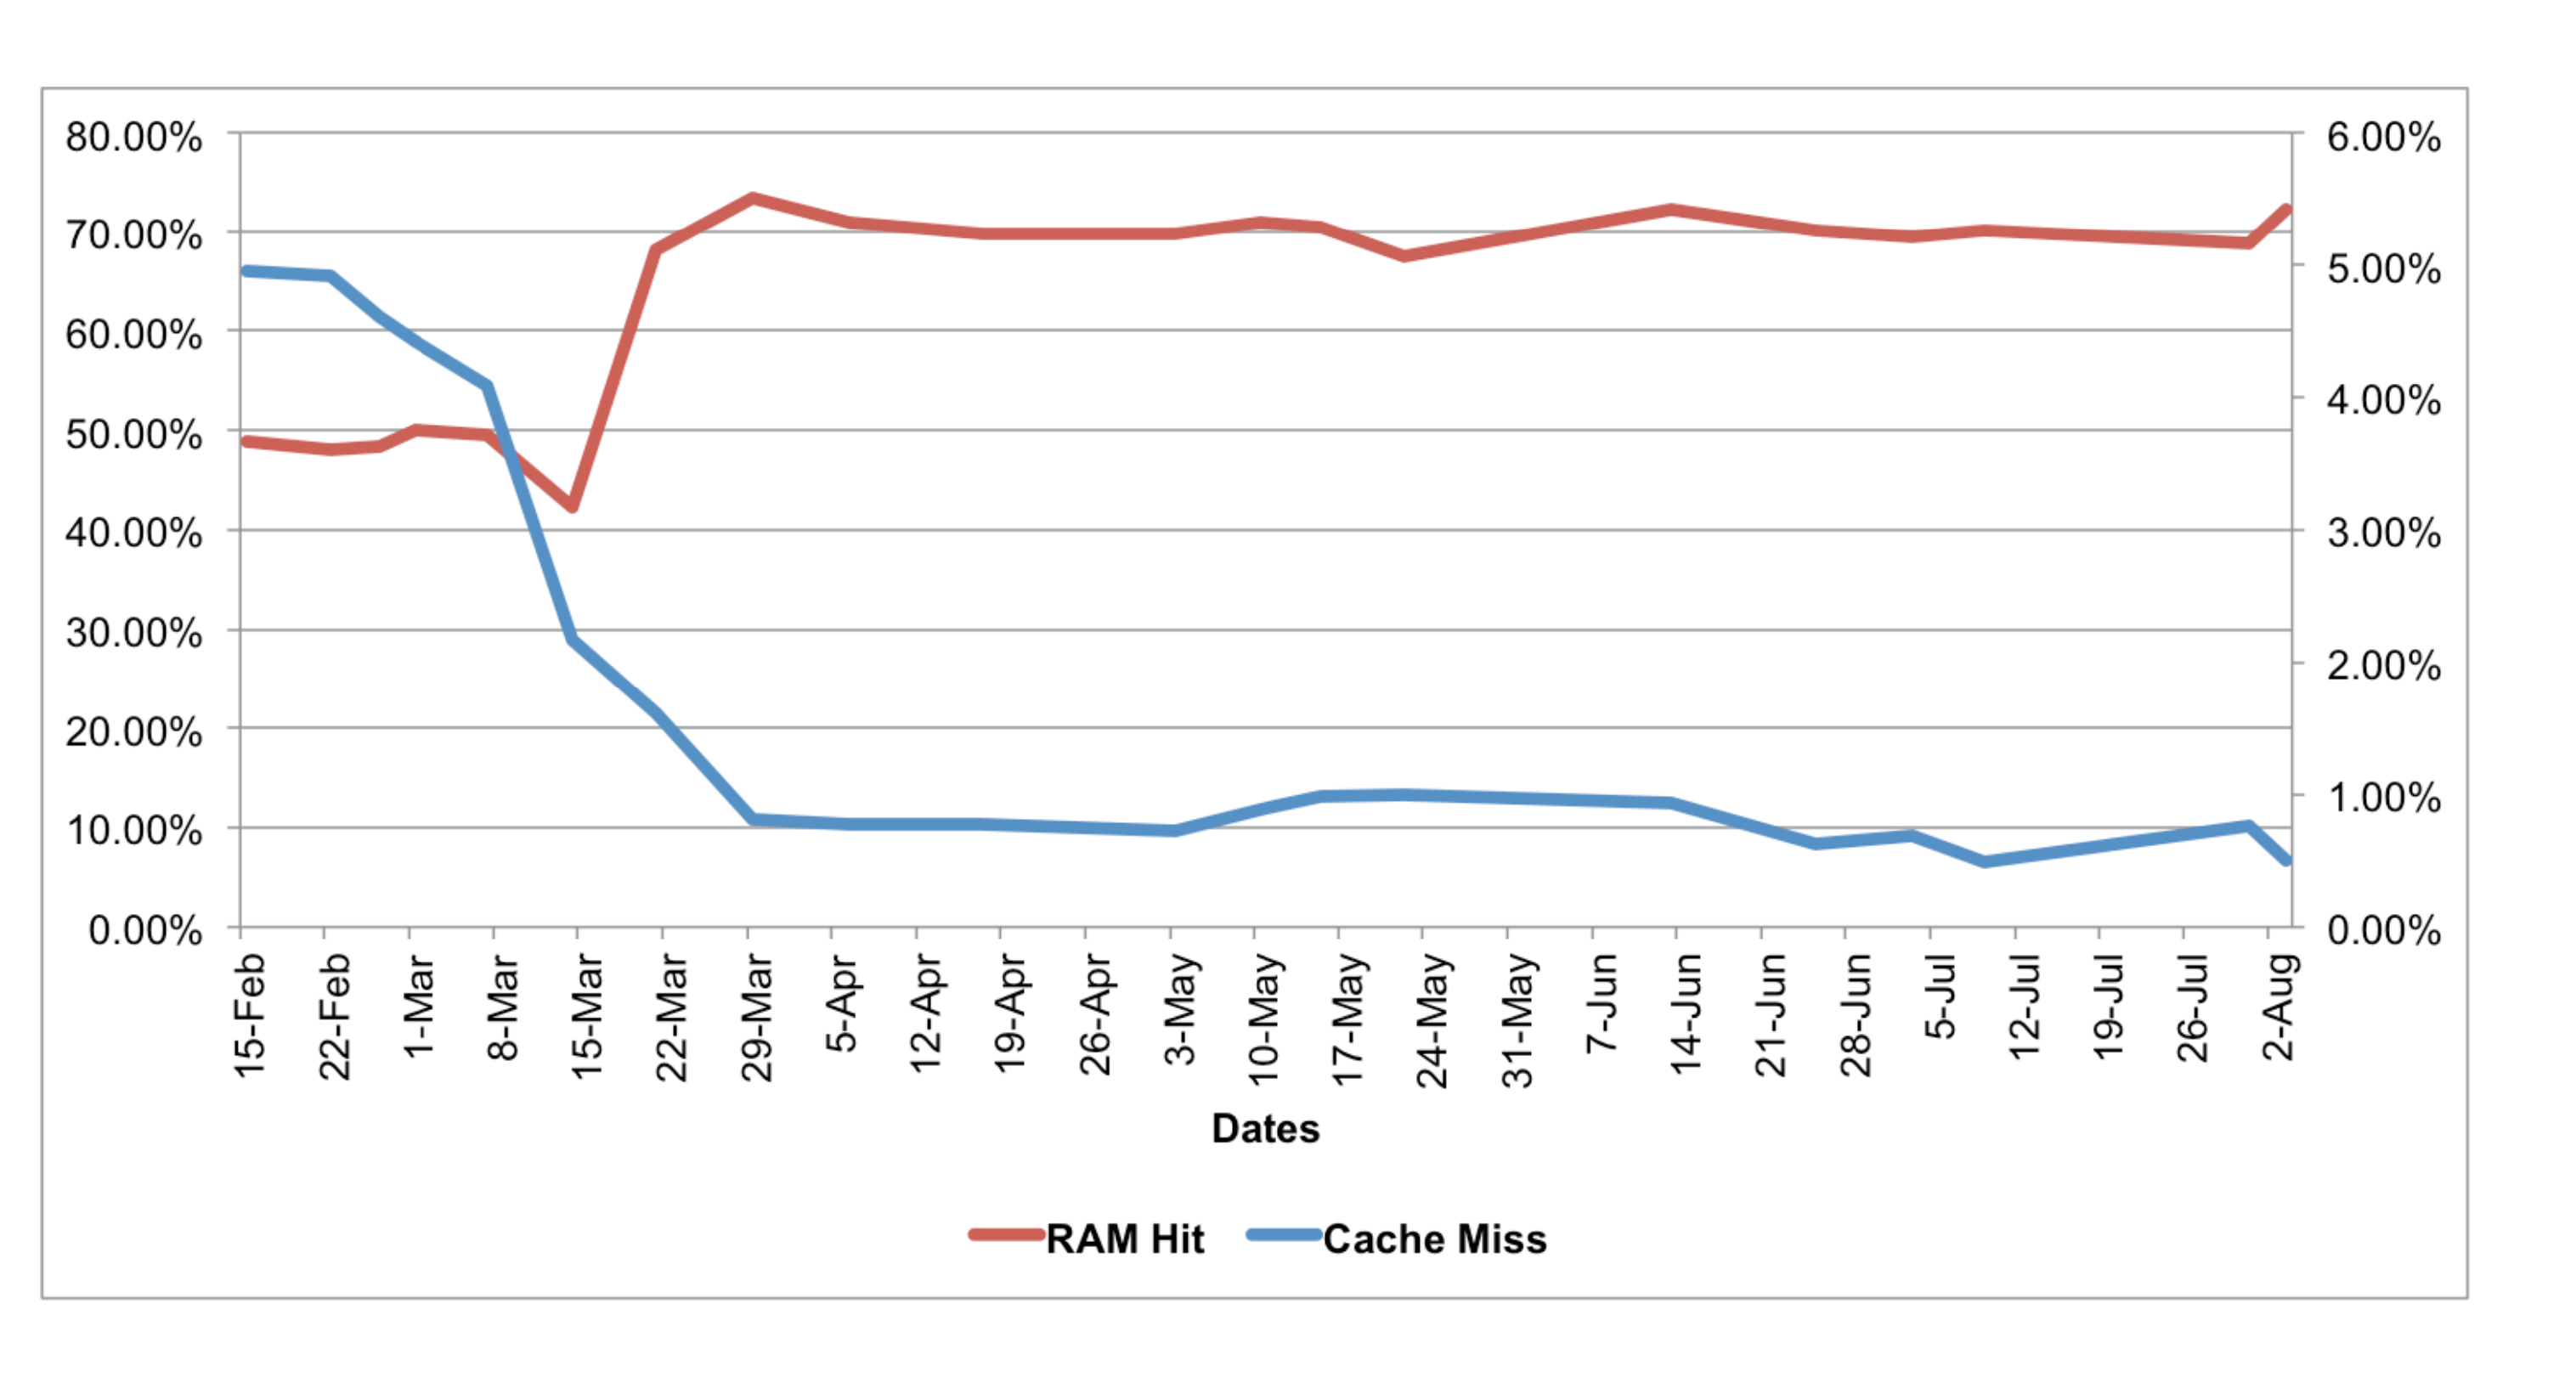 80.00%
70.00%
60.00%
50.00%
40.00%
30.00%
20.00%
10.00%
0.00%
6.00%
5.00%
4.00%
3.00%
2.00%
1.00%
0.00%
15-Feb
22-Feb
1-Mar
8-Mar
15-Mar
22-Mar
29-Mar
5-Apr
12-Apr
19-Apr
26-Apr
3-May
10-May
17-May
24-May
31-May
7-Jun
14-Jun
21-Jun
28-Jun
5-Jul
12-Jul
19-Jul
26-Jul
2-Aug
Dates
RAM Hit Cache Miss